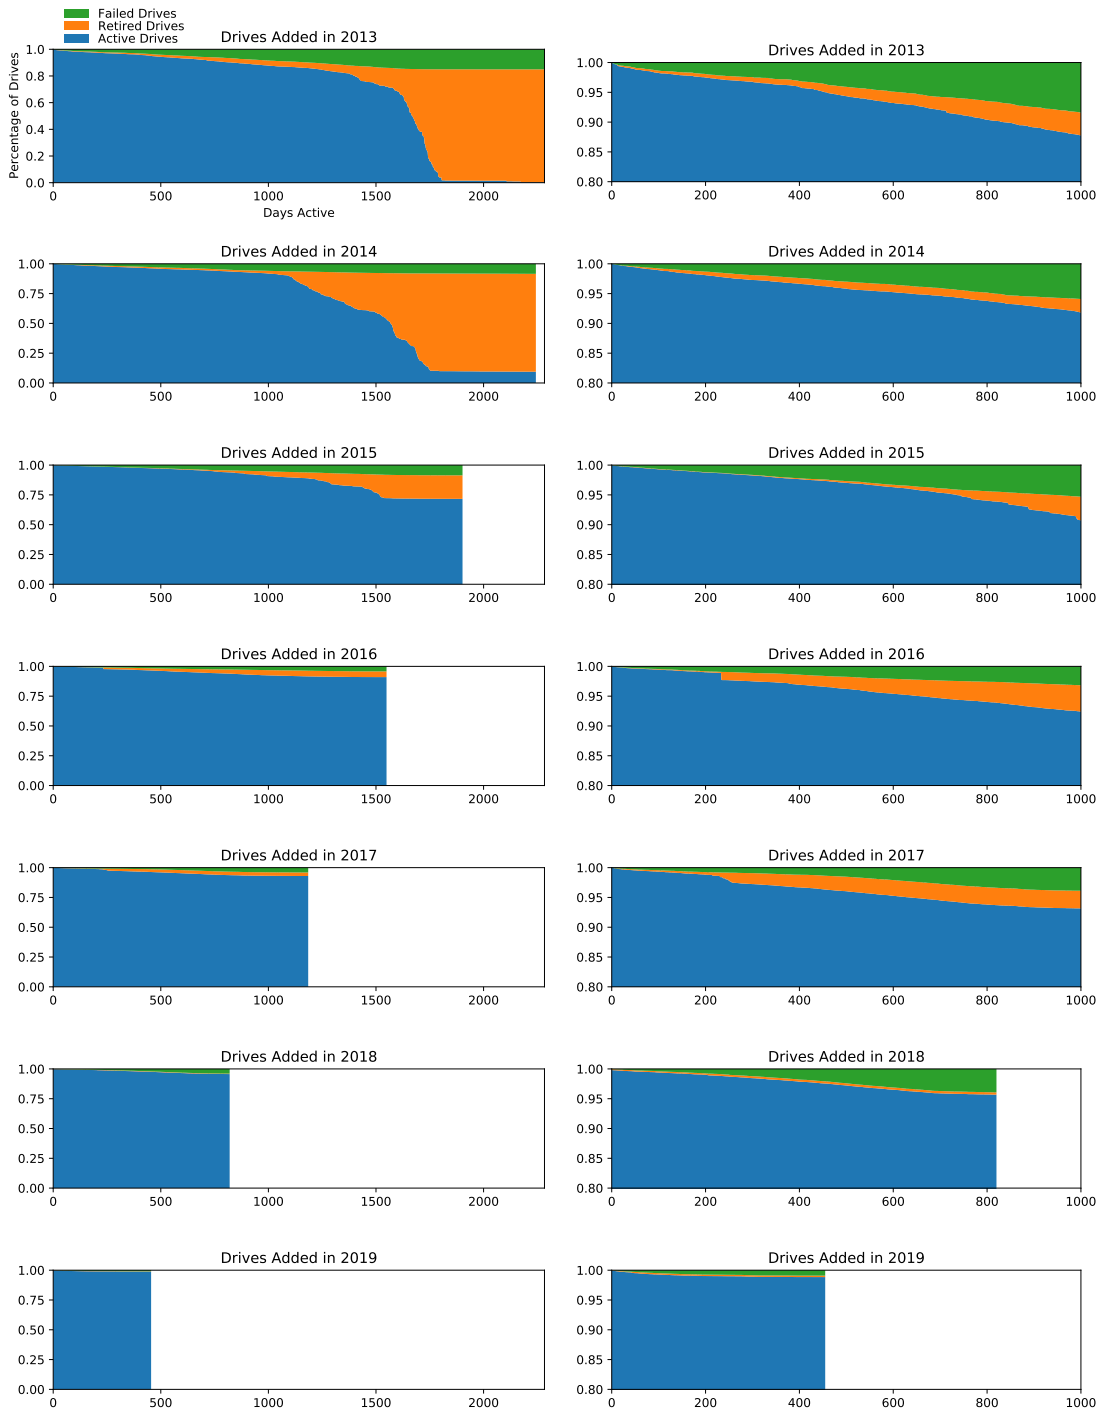 Failed Drives
Retired Drives
Active Drives
Drives Added in 2013
1.0
0.8
0.6
0.4
0.2
0.0
Percentage of Drives
0 500 1000 1500 2000
Days Active
Drives Added in 2013
1.00
0.95
0.90
0.85
0.80
0 200 400 600 800 1000
Drives Added in 2014
1.00
0.75
0.50
0.25
0.00
0 500 1000 1500 2000
Drives Added in 2014
1.00
0.95
0.90
0.85
0.80
0 200 400 600 800 1000
Drives Added in 2015
1.00
0.75
0.50
0.25
0.00
0 500 1000 1500 2000
Drives Added in 2015
1.00
0.95
0.90
0.85
0.80
0 200 400 600 800 1000
Drives Added in 2016
1.00
0.75
0.50
0.25
0.00
0 500 1000 1500 2000
Drives Added in 2016
1.00
0.95
0.90
0.85
0.80
0 200 400 600 800 1000
Drives Added in 2017
1.00
0.75
0.50
0.25
0.00
0 500 1000 1500 2000
Drives Added in 2017
1.00
0.95
0.90
0.85
0.80
0 200 400 600 800 1000
Drives Added in 2018
1.00
0.75
0.50
0.25
0.00
0 500 1000 1500 2000
Drives Added in 2018
1.00
0.95
0.90
0.85
0.80
0 200 400 600 800 1000
Drives Added in 2019
1.00
0.75
0.50
0.25
0.00
0 500 1000 1500 2000
Drives Added in 2019
1.00
0.95
0.90
0.85
0.80
0 200 400 600 800 1000